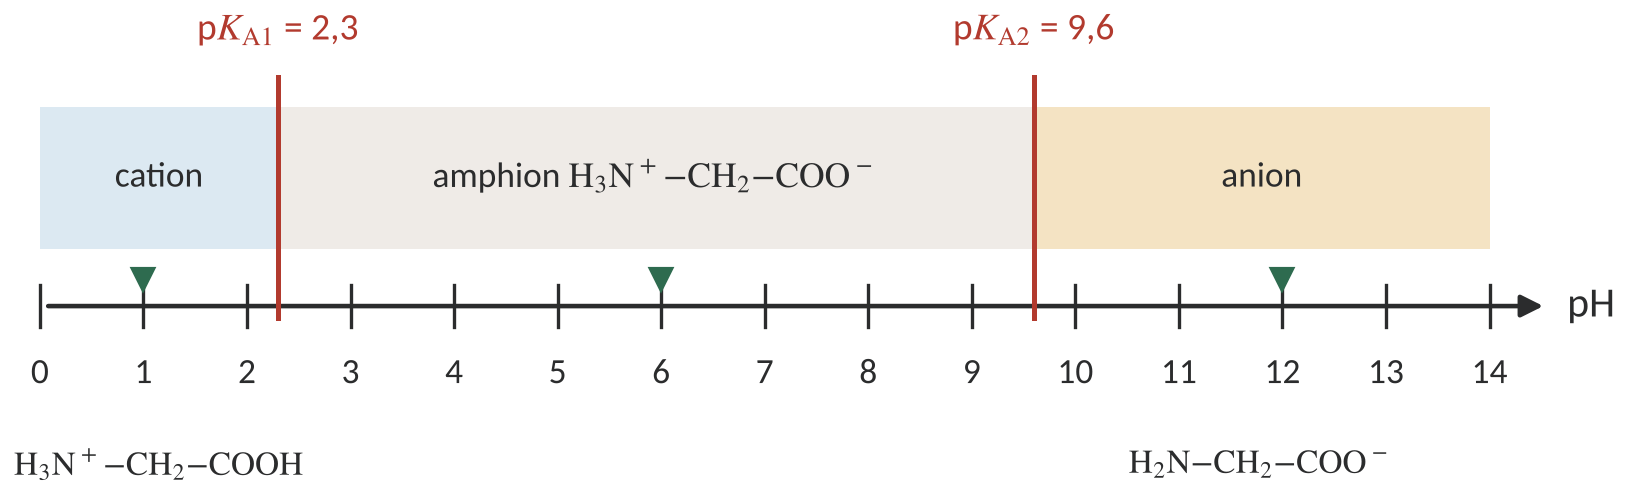 pK_A1 = 2,3 pK_A2 = 9,6
cation amphion H₃N⁺–CH₂–COO⁻ anion
pH
0 1 2 3 4 5 6 7 8 9 10 11 12 13 14
H₃N⁺–CH₂–COOH H₂N–CH₂–COO⁻